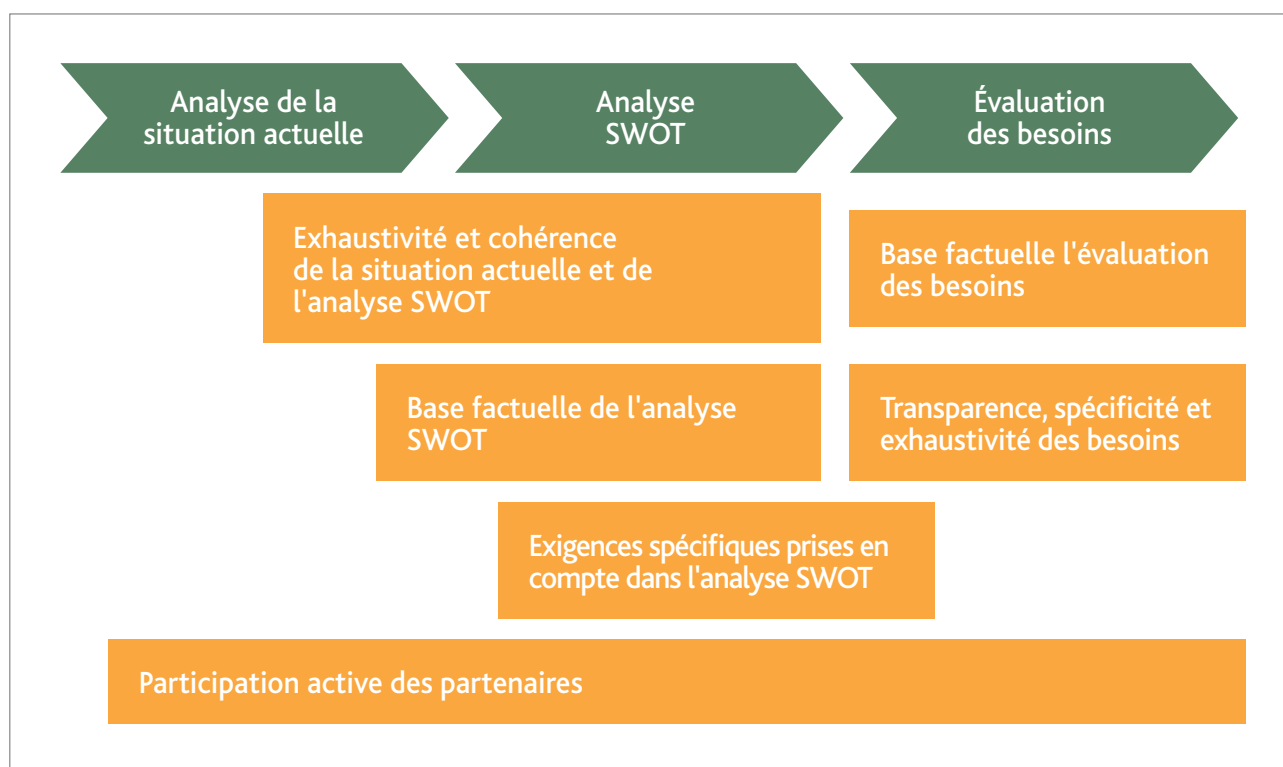 Analyse de la
situation actuelle
Analyse
SWOT
Évaluation
des besoins
Exhaustivité et cohérence
de la situation actuelle et de
l'analyse SWOT
Base factuelle l'évaluation
des besoins
Base factuelle de l'analyse
SWOT
Transparence, spécificité et
exhaustivité des besoins
Exigences spécifiques prises en
compte dans l'analyse SWOT
Participation active des partenaires